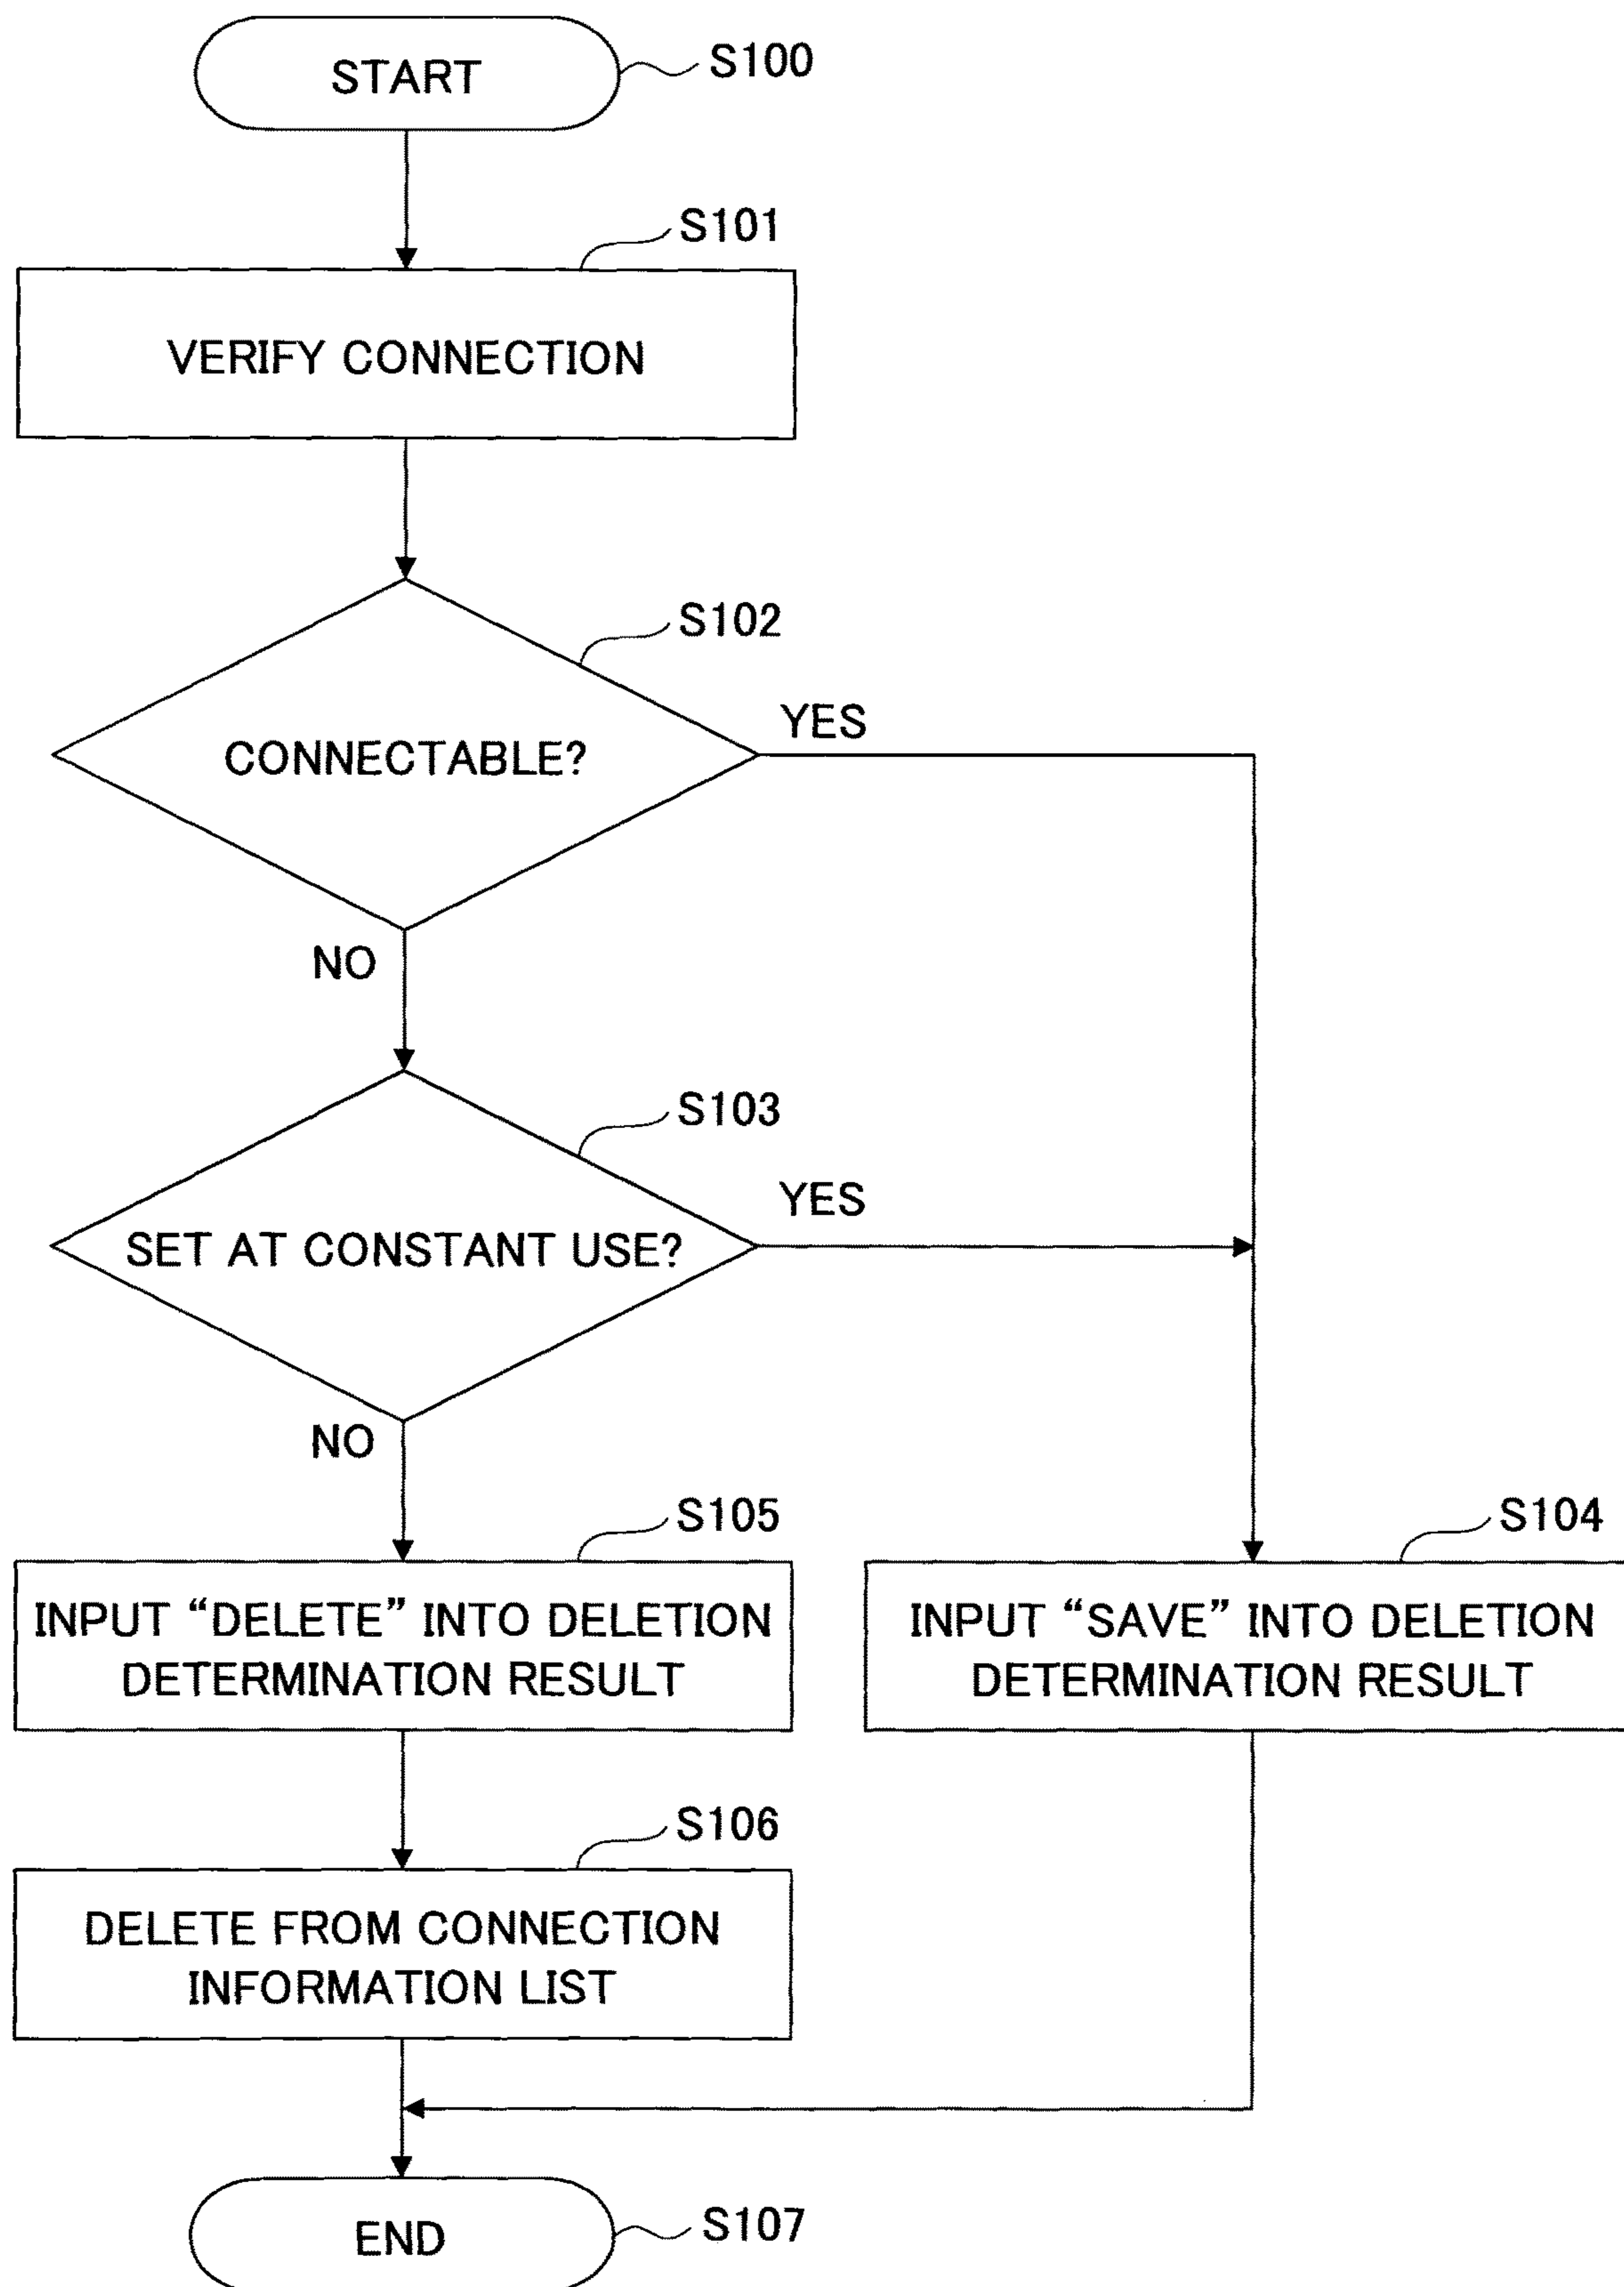 START
S100
S101
VERIFY CONNECTION
S102
CONNECTABLE?
YES
NO
S103
SET AT CONSTANT USE?
YES
NO
S105
INPUT “DELETE” INTO DELETION
DETERMINATION RESULT
S104
INPUT “SAVE” INTO DELETION
DETERMINATION RESULT
S106
DELETE FROM CONNECTION
INFORMATION LIST
END
S107